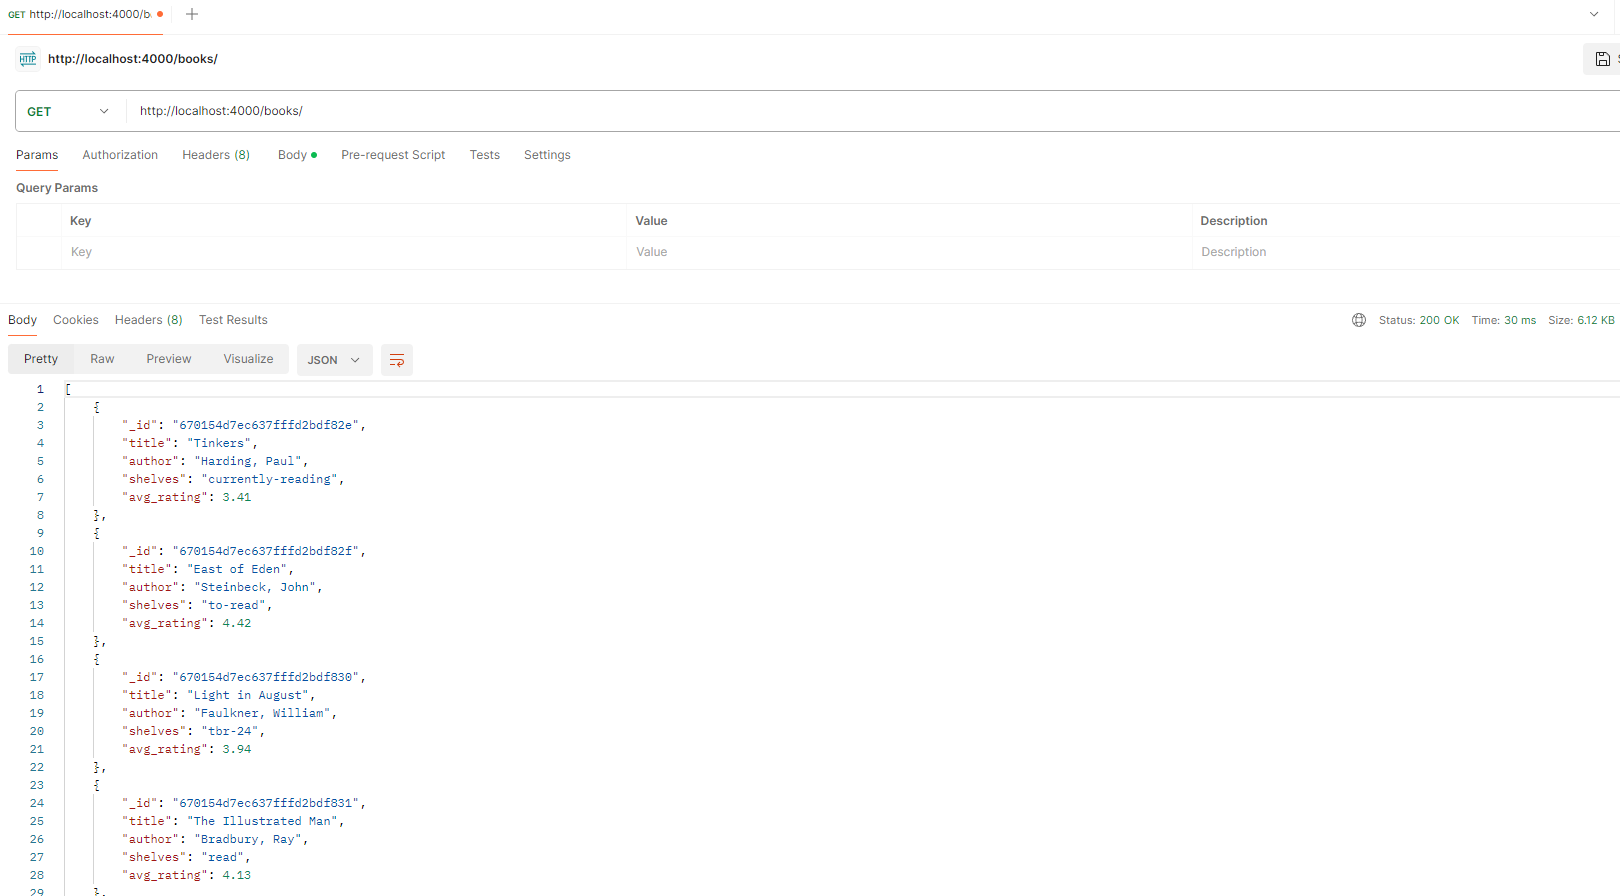 GET http://localhost:4000/b
HTTP http://localhost:4000/books/
GET http://localhost:4000/books/
Params Authorization Headers (8) Body Pre-request Script Tests Settings
Query Params
Key Value Description
Key Value Description
Body Cookies Headers (8) Test Results Status: 200 OK Time: 30 ms Size: 6.12 KB
Pretty Raw Preview Visualize JSON
1 [
2 {
3 "_id": "670154d7ec637fffd2bdf82e",
4 "title": "Tinkers",
5 "author": "Harding, Paul",
6 "shelves": "currently-reading",
7 "avg_rating": 3.41
8 },
9 {
10 "_id": "670154d7ec637fffd2bdf82f",
11 "title": "East of Eden",
12 "author": "Steinbeck, John",
13 "shelves": "to-read",
14 "avg_rating": 4.42
15 },
16 {
17 "_id": "670154d7ec637fffd2bdf830",
18 "title": "Light in August",
19 "author": "Faulkner, William",
20 "shelves": "tbr-24",
21 "avg_rating": 3.94
22 },
23 {
24 "_id": "670154d7ec637fffd2bdf831",
25 "title": "The Illustrated Man",
26 "author": "Bradbury, Ray",
27 "shelves": "read",
28 "avg_rating": 4.13
29 },